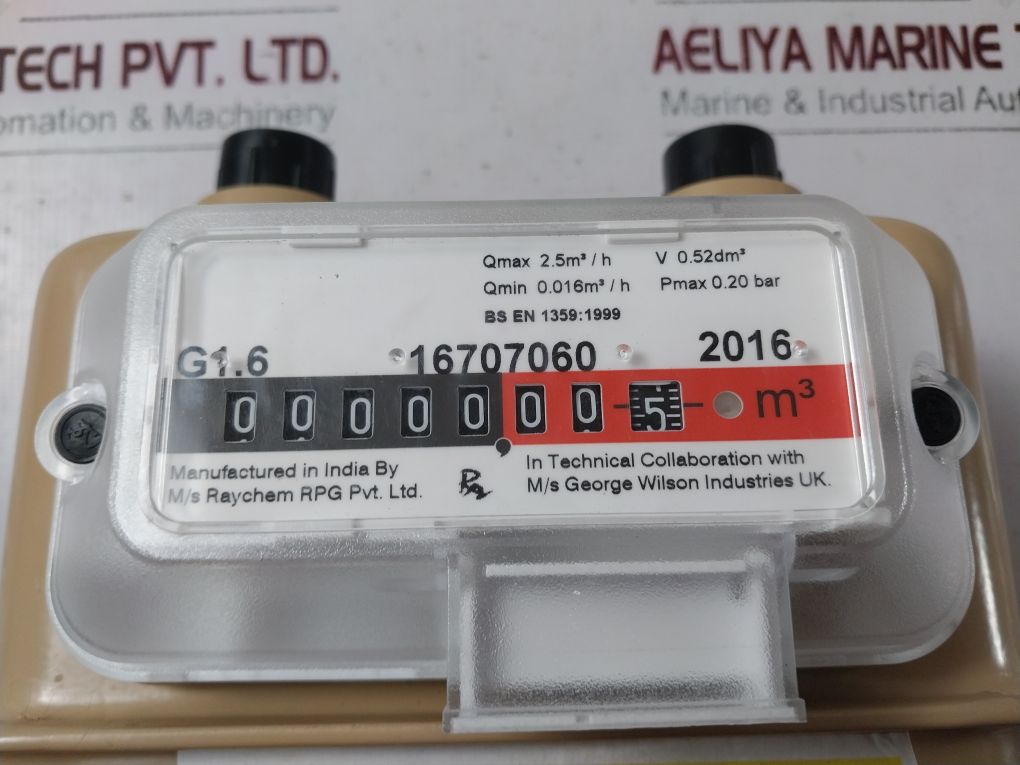 TECH PVT. LTD.
omation & Machinery
AELIYA MARINE T
Marine & Industrial Aut
Qmax 2.5m³ / h V 0.52dm³
Qmin 0.016m³ / h Pmax 0.20 bar
BS EN 1359:1999
G1.6 16707060 2016
0 0 0 0 0 , 0 0 5 m³
Manufactured in India By
M/s Raychem RPG Pvt. Ltd.
In Technical Collaboration with
M/s George Wilson Industries UK.